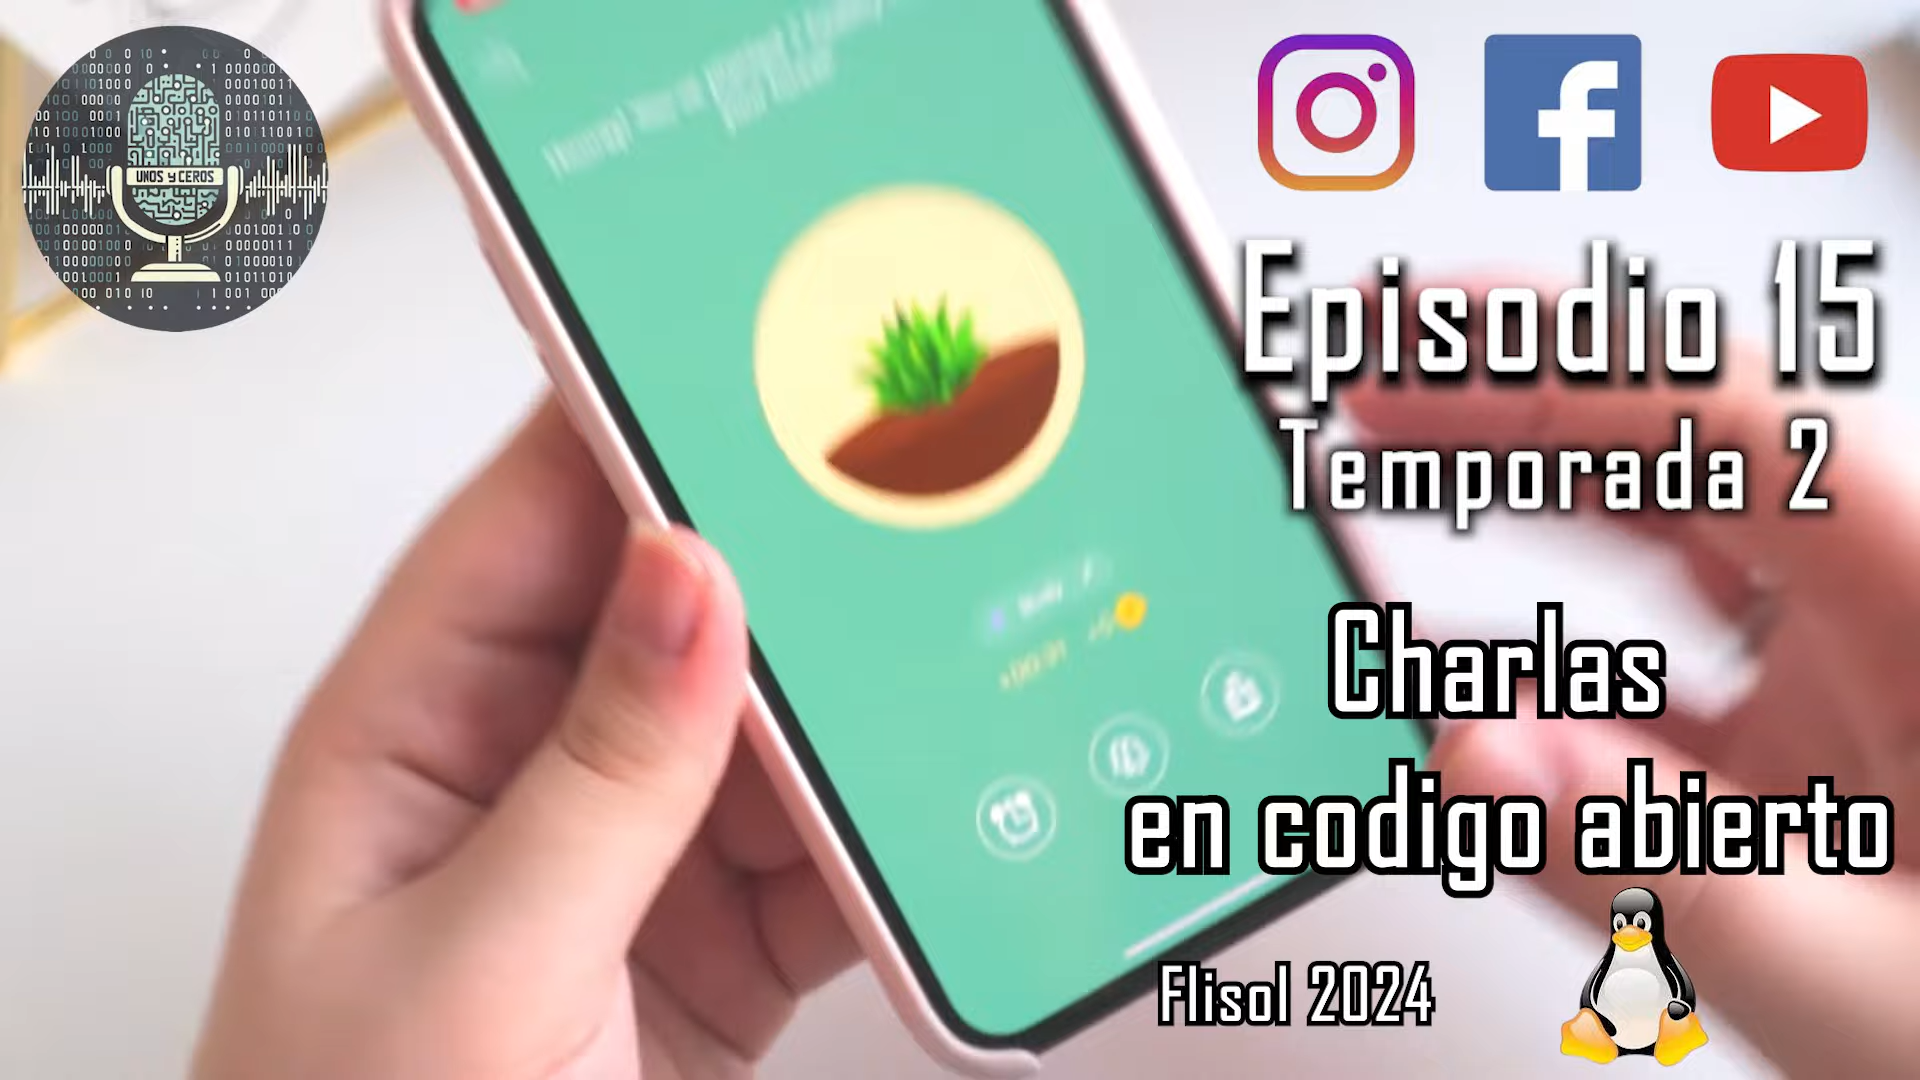 UNOS y CEROS
Episodio 15
Temporada 2
Charlas
en codigo abierto
Flisol 2024